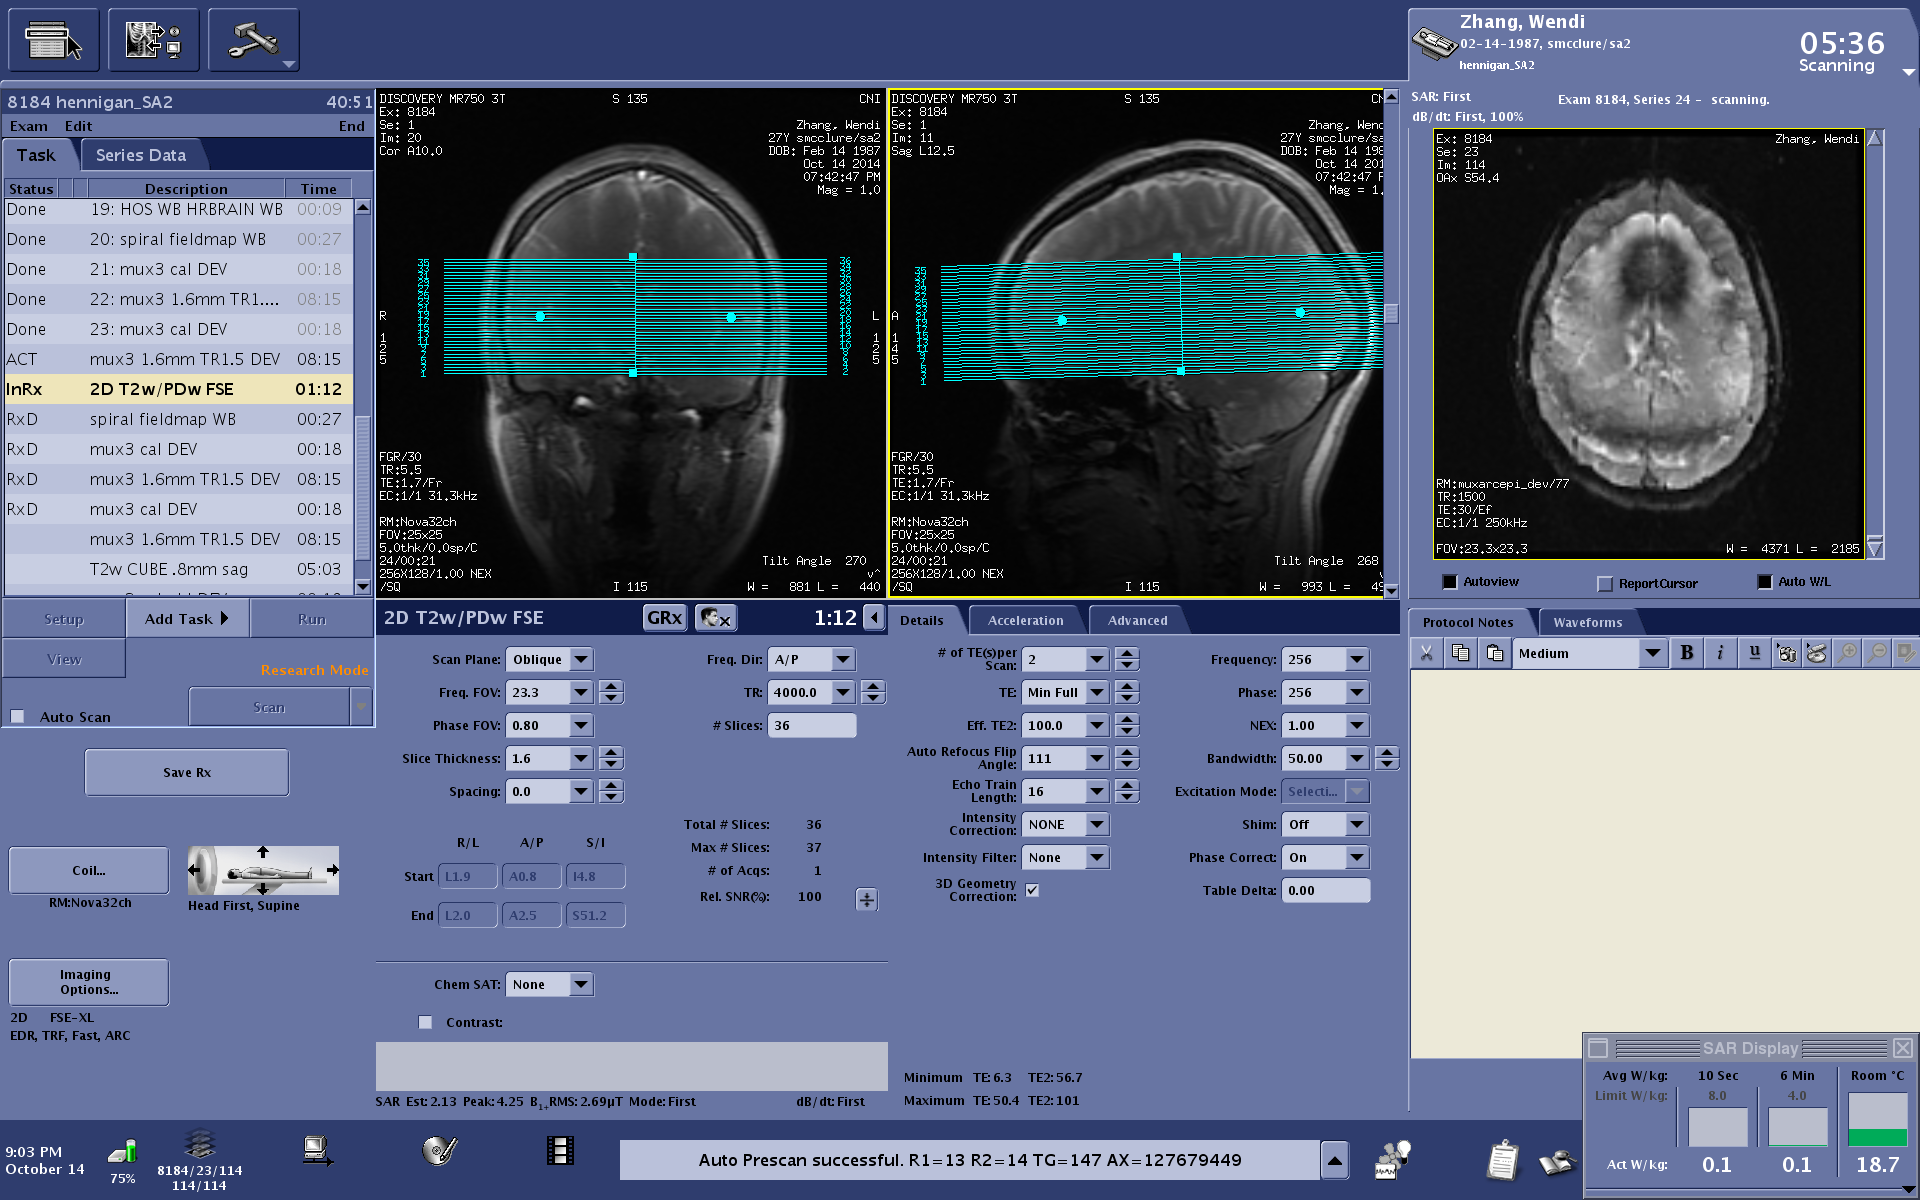 Zhang, Wendi
02-14-1987, smcclure/sa2
hennigan_SA2
05:36
Scanning
8184 hennigan_SA2 40:51
Exam Edit End
Task Series Data
Status Description Time
Done 19: HOS WB HRBRAIN WB 00:09
Done 20: spiral fieldmap WB 00:27
Done 21: mux3 cal DEV 00:18
Done 22: mux3 1.6mm TR1.... 08:15
Done 23: mux3 cal DEV 00:18
ACT mux3 1.6mm TR1.5 DEV 08:15
InRx 2D T2w/PDw FSE 01:12
RxD spiral fieldmap WB 00:27
RxD mux3 cal DEV 00:18
RxD mux3 1.6mm TR1.5 DEV 08:15
RxD mux3 cal DEV 00:18
mux3 1.6mm TR1.5 DEV 08:15
T2w CUBE .8mm sag 05:03
Setup Add Task Run
View
Research Mode
Auto Scan Scan
Save Rx
Coil...
RM:Nova32ch
Head First, Supine
Imaging
Options...
2D FSE-XL
EDR, TRF, Fast, ARC
DISCOVERY MR750 3T S 135 CNI
Ex: 8184
Se: 1
Im: 20
Cor A10.0
Zhang, Wendi
27Y smcclure/sa2
DOB: Feb 14 1987
Oct 14 2014
07:42:47 PM
Mag = 1.0
R
1
2
5
L
1
2
5
FGR/30
TR:5.5
TE:1.7/Fr
EC:1/1 31.3kHz
RM:Nova32ch
FOV:25x25
5.0thk/0.0sp/C
24/00:21
256X128/1.00 NEX
/SQ
Tilt Angle 270
v^
I 115 W = 881 L = 440
DISCOVERY MR750 3T S 135 CN
Ex: 8184
Se: 1
Im: 11
Sag L12.5
Zhang, Wend
27Y smcclure/sa
DOB: Feb 14 198
Oct 14 201
07:42:47 P
Mag = 1.
A
1
4
5
FGR/30
TR:5.5
TE:1.7/Fr
EC:1/1 31.3kHz
RM:Nova32ch
FOV:25x25
5.0thk/0.0sp/C
24/00:21
256X128/1.00 NEX
/SQ
Tilt Angle 268
I 115 W = 993 L = 49
SAR: First
dB/dt: First, 100%
Exam 8184, Series 24 - scanning.
Ex: 8184
Se: 23
Im: 114
OAx S54.4
Zhang, Wendi
RM:muxarcepi_dev/77
TR:1500
TE:30/Ef
EC:1/1 250kHz
FOV:23.3x23.3 W = 4371 L = 2185
Autoview ReportCursor Auto W/L
2D T2w/PDw FSE GRx 1:12
Scan Plane: Oblique
Freq. FOV: 23.3
Phase FOV: 0.80
Slice Thickness: 1.6
Spacing: 0.0
Freq. Dir: A/P
TR: 4000.0
# Slices: 36
R/L A/P S/I
Start L1.9 A0.8 I4.8
End L2.0 A2.5 S51.2
Total # Slices: 36
Max # Slices: 37
# of Acqs: 1
Rel. SNR(%): 100
Chem SAT: None
Contrast:
SAR Est: 2.13 Peak: 4.25 B1+RMS: 2.69µT Mode: First dB/dt: First
Details Acceleration Advanced
# of TE(s)per
Scan: 2
TE: Min Full
Eff. TE2: 100.0
Auto Refocus Flip
Angle: 111
Echo Train
Length: 16
Intensity
Correction: NONE
Intensity Filter: None
3D Geometry
Correction:
Frequency: 256
Phase: 256
NEX: 1.00
Bandwidth: 50.00
Excitation Mode: Selecti...
Shim: Off
Phase Correct: On
Table Delta: 0.00
Minimum TE: 6.3 TE2: 56.7
Maximum TE: 50.4 TE2: 101
Protocol Notes Waveforms
Medium B i u
SAR Display
Avg W/kg: 10 Sec 6 Min Room °C
Limit W/kg: 8.0 4.0
Act W/kg: 0.1 0.1 18.7
9:03 PM
October 14
75%
8184/23/114
114/114
Auto Prescan successful. R1=13 R2=14 TG=147 AX=127679449